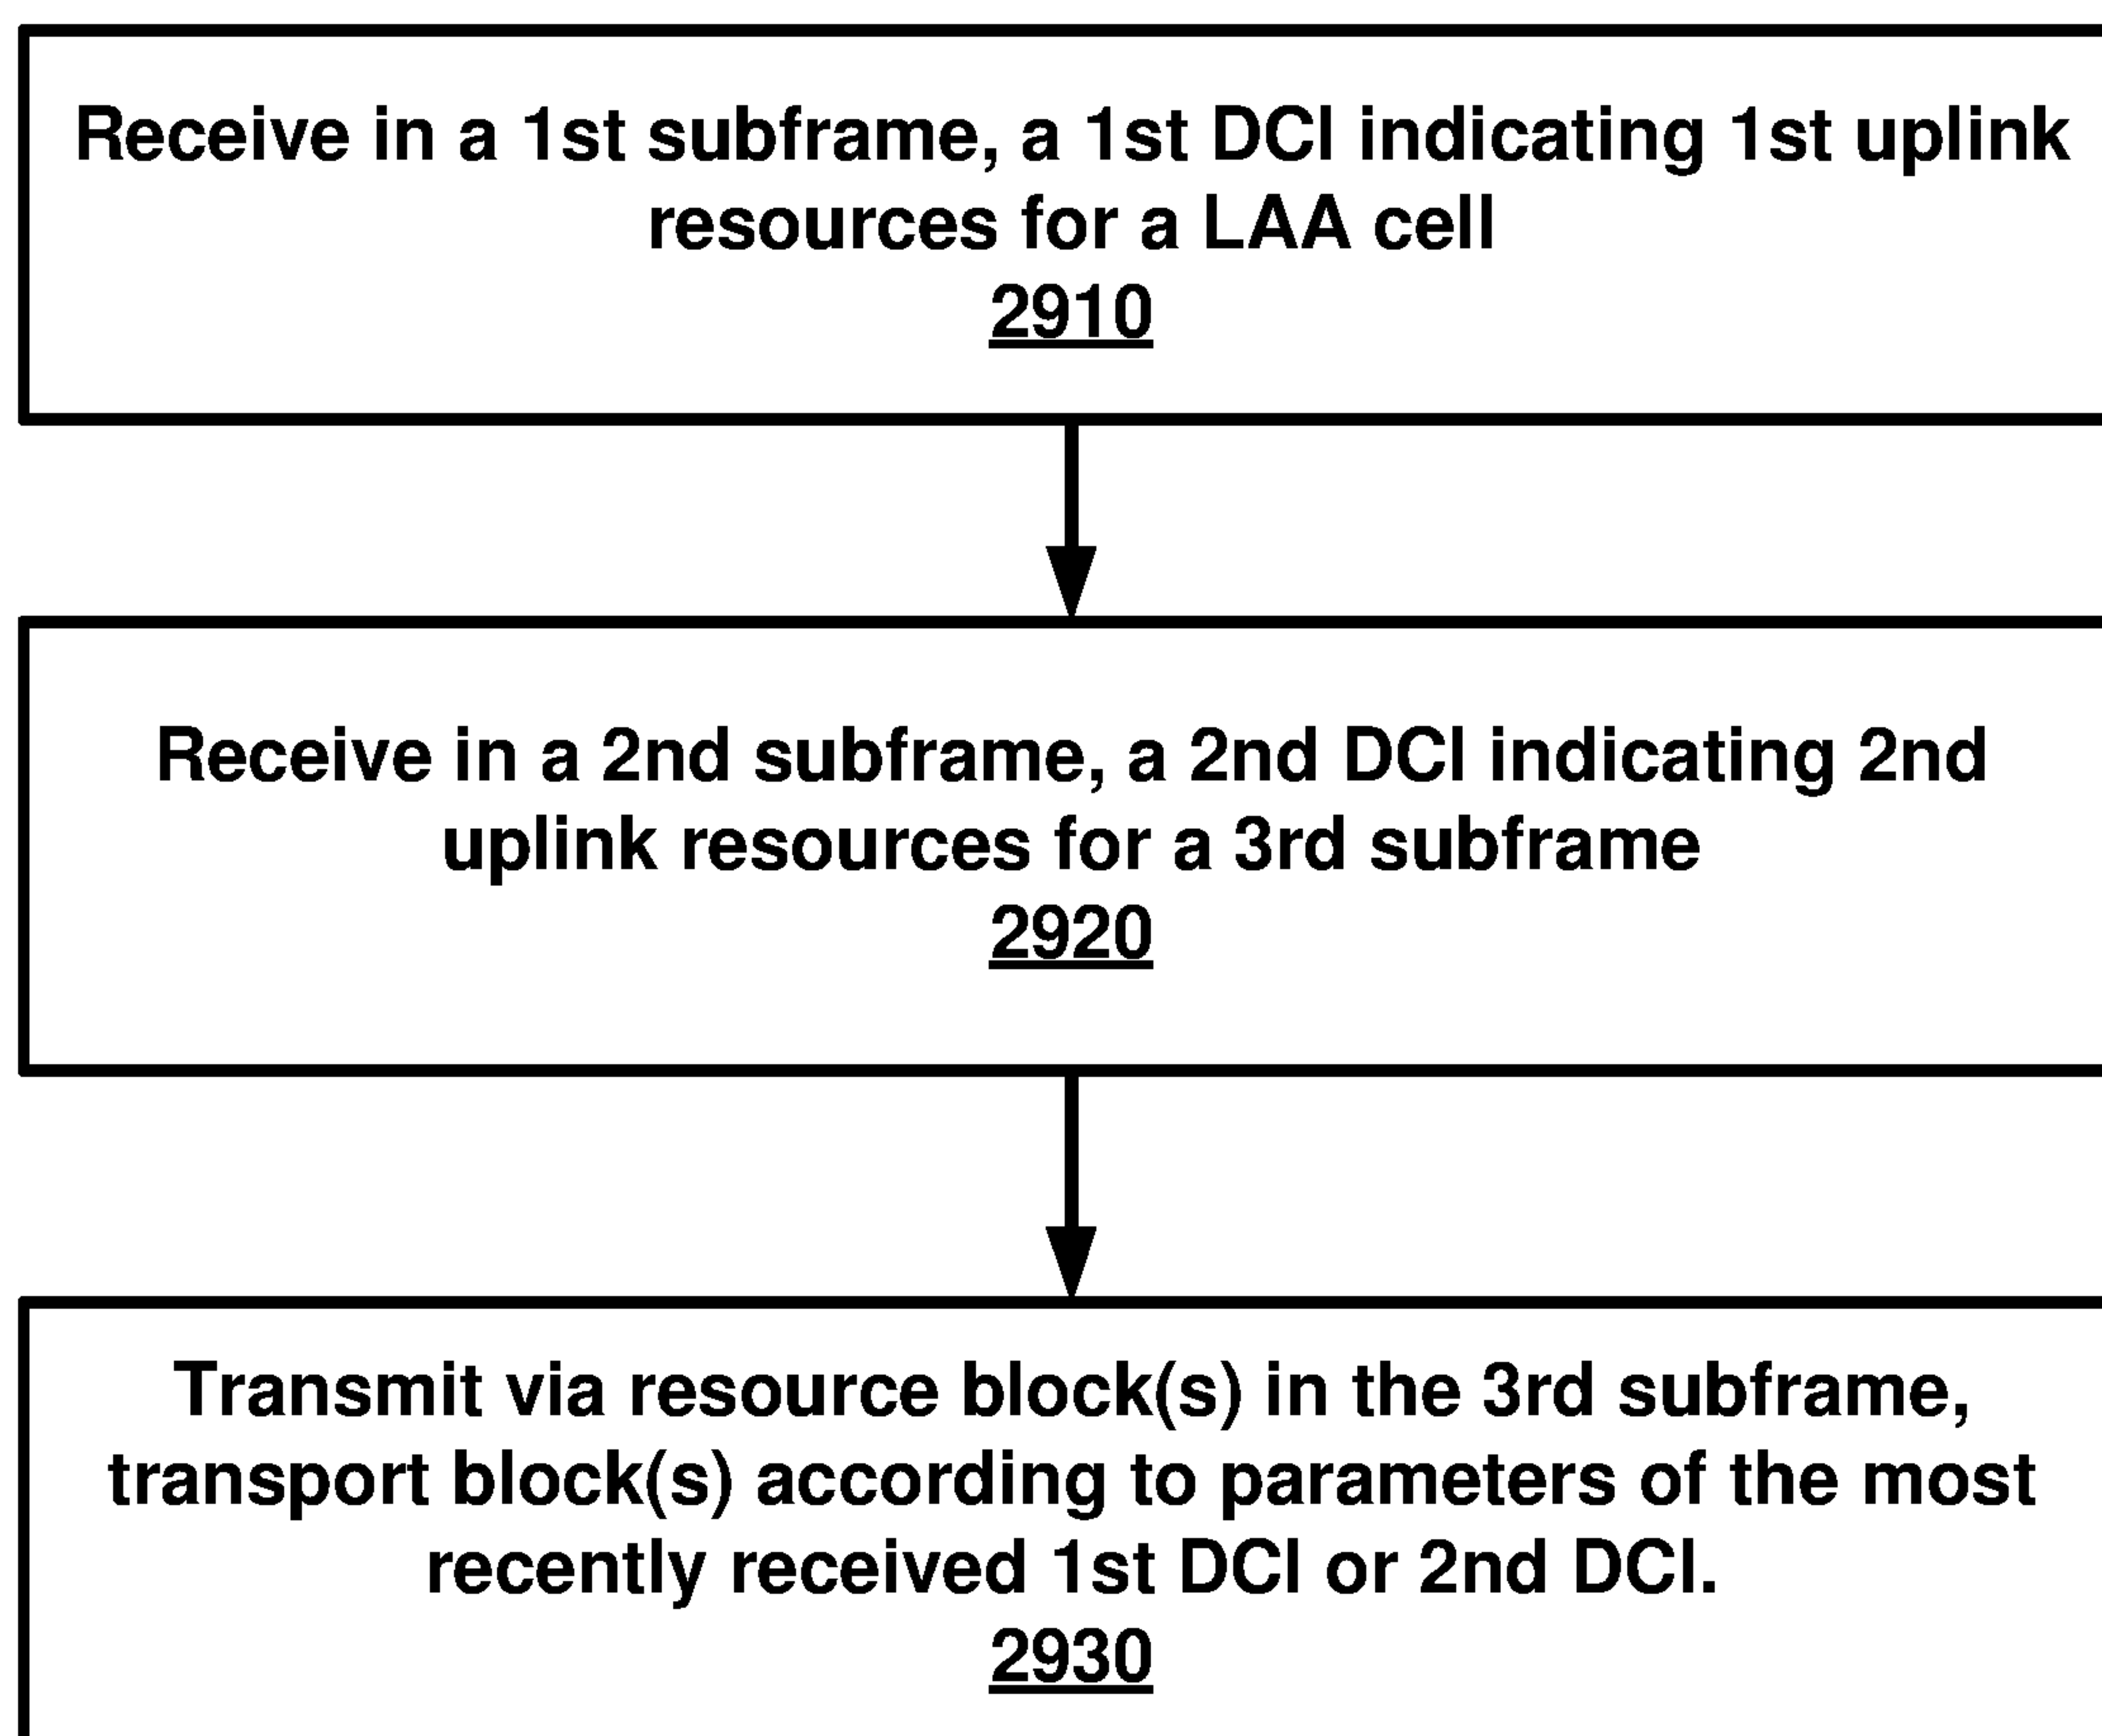 Receive in a 1st subframe, a 1st DCI indicating 1st uplink
resources for a LAA cell
2910
Receive in a 2nd subframe, a 2nd DCI indicating 2nd
uplink resources for a 3rd subframe
2920
Transmit via resource block(s) in the 3rd subframe,
transport block(s) according to parameters of the most
recently received 1st DCI or 2nd DCI.
2930